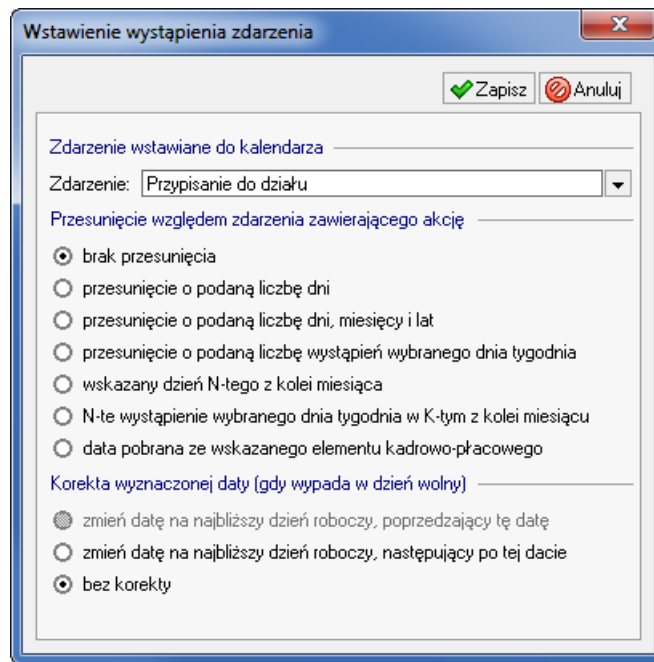 Wstawienie wystąpienia zdarzenia
Zapisz Anuluj
Zdarzenie wstawiane do kalendarza
Zdarzenie: Przypisanie do działu
Przesunięcie względem zdarzenia zawierającego akcję
brak przesunięcia
przesunięcie o podaną liczbę dni
przesunięcie o podaną liczbę dni, miesięcy i lat
przesunięcie o podaną liczbę wystąpień wybranego dnia tygodnia
wskazany dzień N-tego z kolei miesiąca
N-te wystąpienie wybranego dnia tygodnia w K-tym z kolei miesiącu
data pobrana ze wskazanego elementu kadrowo-płacowego
Korekta wyznaczonej daty (gdy wypada w dzień wolny)
zmień datę na najbliższy dzień roboczy, poprzedzający tę datę
zmień datę na najbliższy dzień roboczy, następujący po tej dacie
bez korekty